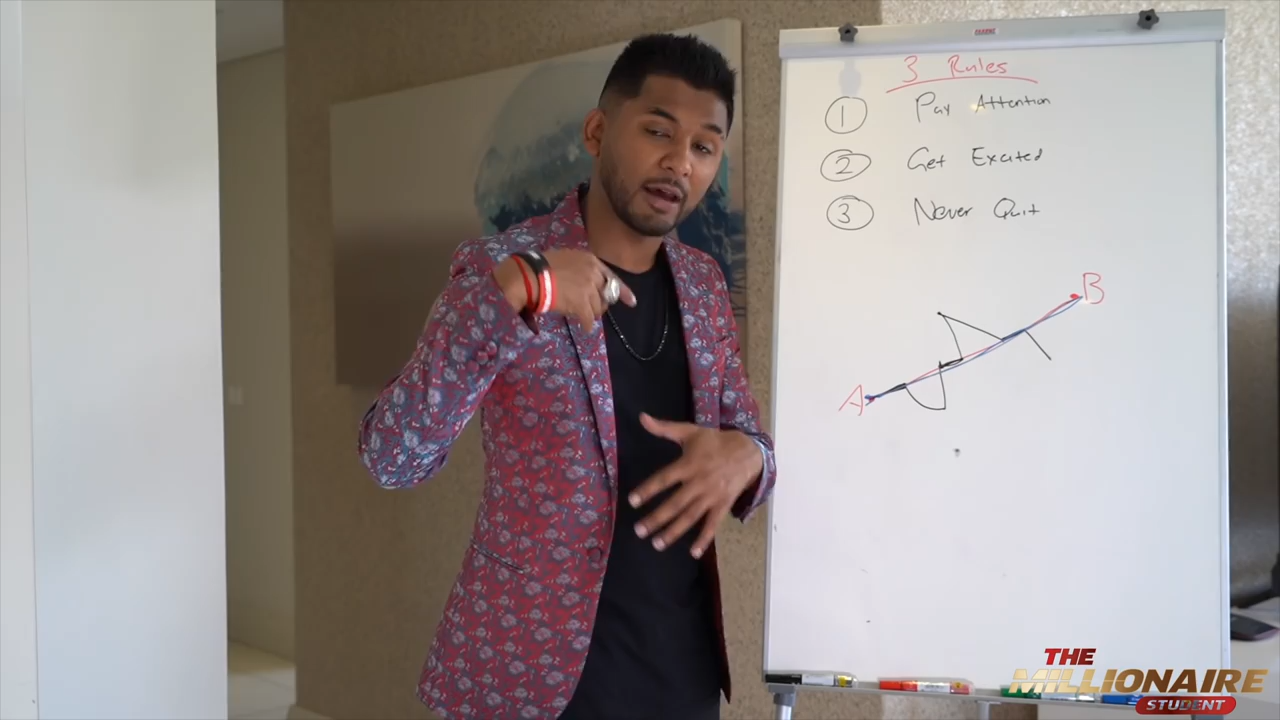 3 Rules
1 Pay Attention
2 Get Excited
3 Never Quit
B
A
THE
MILLIONAIRE
STUDENT